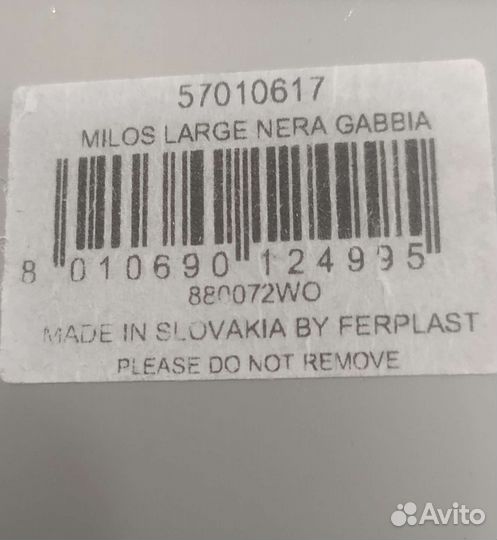 57010617
MILOS LARGE NERA GABBIA
8 010690 124995
880072WO
MADE IN SLOVAKIA BY FERPLAST
PLEASE DO NOT REMOVE
Avito